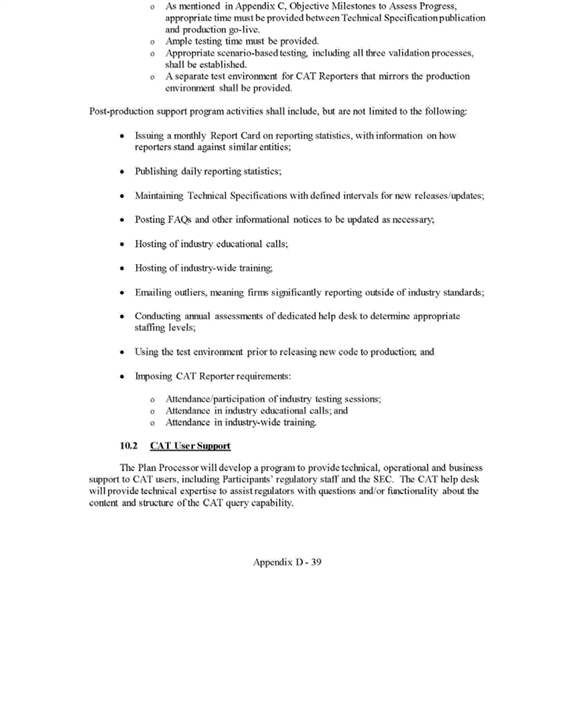 o As mentioned in Appendix C, Objective Milestones to Assess Progress,
appropriate time must be provided between Technical Specification publication
and production go-live.
o Ample testing time must be provided.
o Appropriate scenario-based testing, including all three validation processes,
shall be established.
o A separate test environment for CAT Reporters that mirrors the production
environment shall be provided.
Post-production support program activities shall include, but are not limited to the following:
• Issuing a monthly Report Card on reporting statistics, with information on how
reporters stand against similar entities;
• Publishing daily reporting statistics;
• Maintaining Technical Specifications with defined intervals for new releases/updates;
• Posting FAQs and other informational notices to be updated as necessary;
• Hosting of industry educational calls;
• Hosting of industry-wide training;
• Emailing outliers, meaning firms significantly reporting outside of industry standards;
• Conducting annual assessments of dedicated help desk to determine appropriate
staffing levels;
• Using the test environment prior to releasing new code to production; and
• Imposing CAT Reporter requirements:
o Attendance/participation of industry testing sessions;
o Attendance in industry educational calls; and
o Attendance in industry-wide training.
10.2 CAT User Support
The Plan Processor will develop a program to provide technical, operational and business
support to CAT users, including Participants' regulatory staff and the SEC. The CAT help desk
will provide technical expertise to assist regulators with questions and/or functionality about the
content and structure of the CAT query capability.
Appendix D - 39